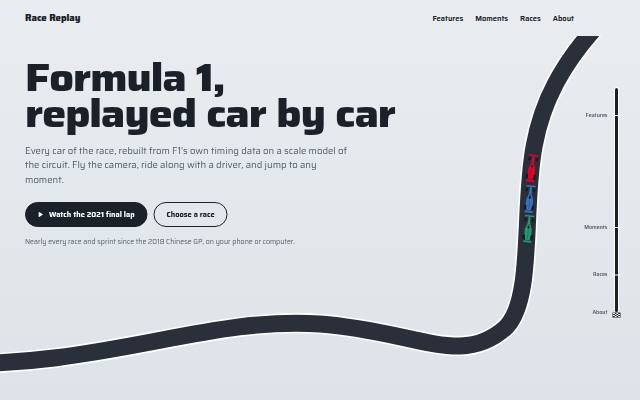 Race Replay
Features Moments Races About
Formula 1,
replayed car by car
Every car of the race, rebuilt from F1's own timing data on a scale model of
the circuit. Fly the camera, ride along with a driver, and jump to any
moment.
Watch the 2021 final lap
Choose a race
Nearly every race and sprint since the 2018 Chinese GP, on your phone or computer.
Features
Moments
Races
About